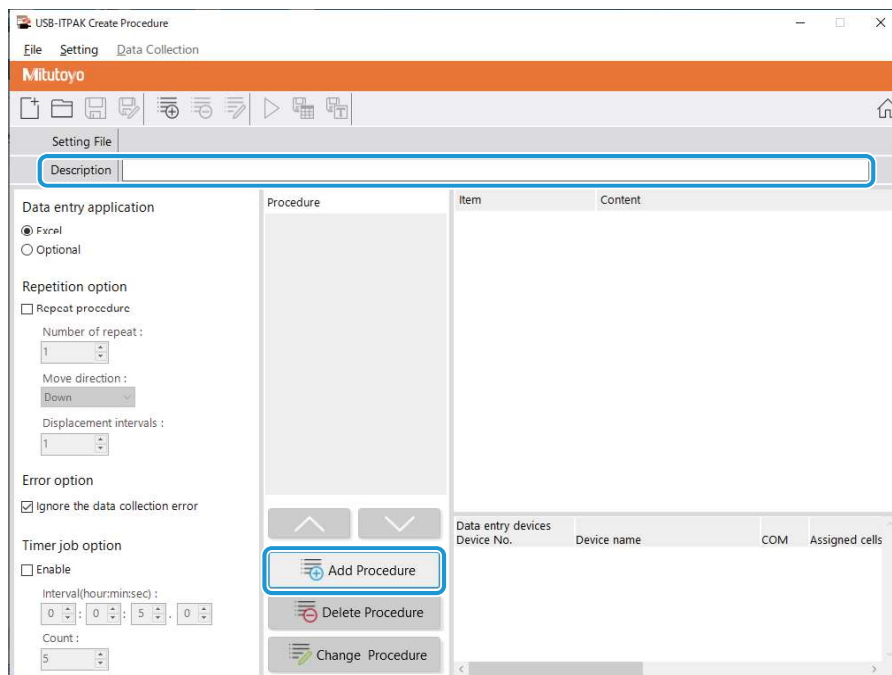 USB-ITPAK Create Procedure
File Setting Data Collection
Mitutoyo
Setting File
Description
Data entry application
Excel
Optional
Repetition option
Repeat procedure
Number of repeat :
1
Move direction :
Down
Displacement intervals :
1
Error option
Ignore the data collection error
Timer job option
Enable
Interval(hour:min:sec) :
0 : 0 : 5 . 0
Count :
5
Procedure
Add Procedure
Delete Procedure
Change Procedure
Item Content
Data entry devices
Device No. Device name COM Assigned cells